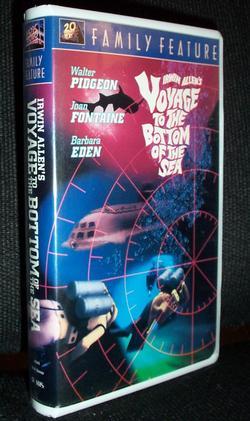 FAMILY FEATURE
Walter
PIDGEON
Joan
FONTAINE
Barbara
EDEN
IRWIN ALLEN'S
VOYAGE
TO THE
BOTTOM
OF THE
SEA
FAMILY
FEATURE
IRWIN ALLEN'S
VOYAGE TO THE BOTTOM OF THE SEA
VHS